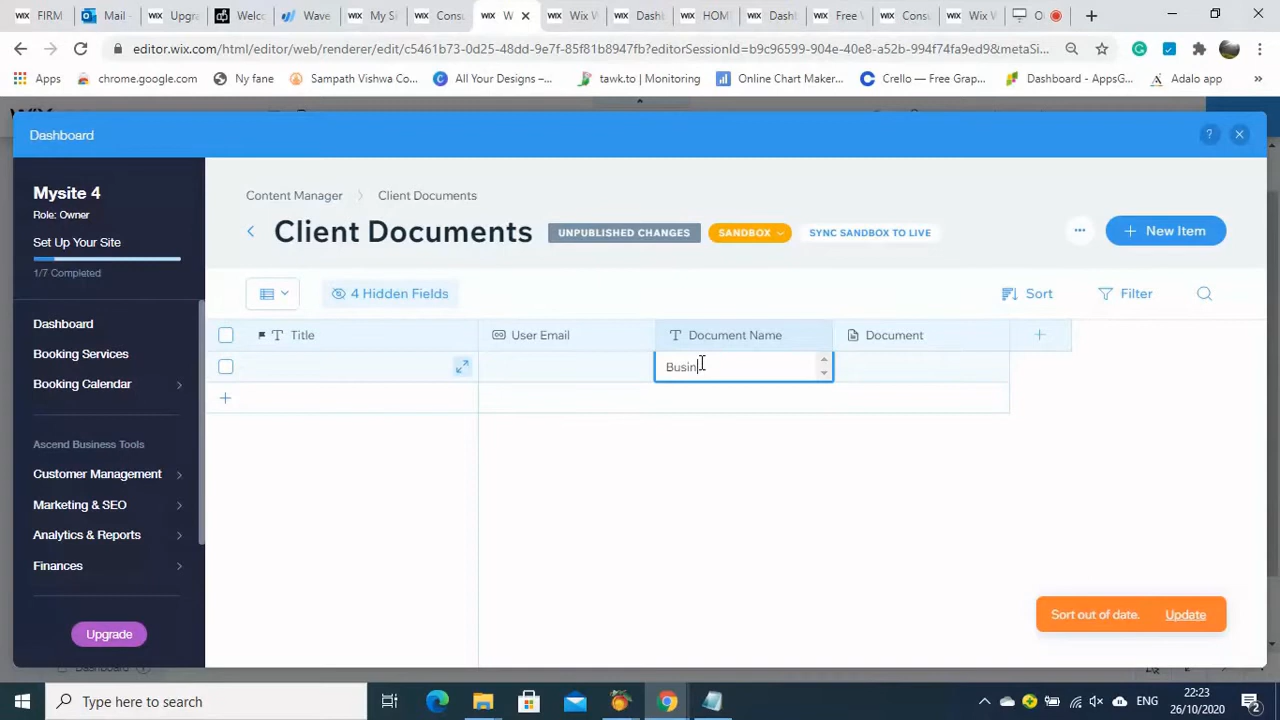 FIRM
Mail -
Upgra
Welco
Wave
My S
Consu
W
Wix W
Dash
HOM
Dash
Free W
Consu
Wix W
O
editor.wix.com/html/editor/web/renderer/edit/c5461b73-0d25-48dd-9e7f-85f81b8947fb?editorSessionId=b9c96599-904e-40e8-a52b-994f74fa9ed9&metaSi...
Apps
chrome.google.com
Ny fane
Sampath Vishwa Co...
All Your Designs –...
tawk.to | Monitoring
Online Chart Maker...
Crello — Free Grap...
Dashboard - AppsG...
Adalo app
»
Dashboard
?
Mysite 4
Role: Owner
Set Up Your Site
1/7 Completed
Dashboard
Booking Services
Booking Calendar
Ascend Business Tools
Customer Management
Marketing & SEO
Analytics & Reports
Finances
Upgrade
Content Manager
Client Documents
Client Documents
UNPUBLISHED CHANGES
SANDBOX
SYNC SANDBOX TO LIVE
New Item
4 Hidden Fields
Sort
Filter
Title
User Email
Document Name
Document
Busin
Sort out of date. Update
Type here to search
ENG
22:23
26/10/2020
2